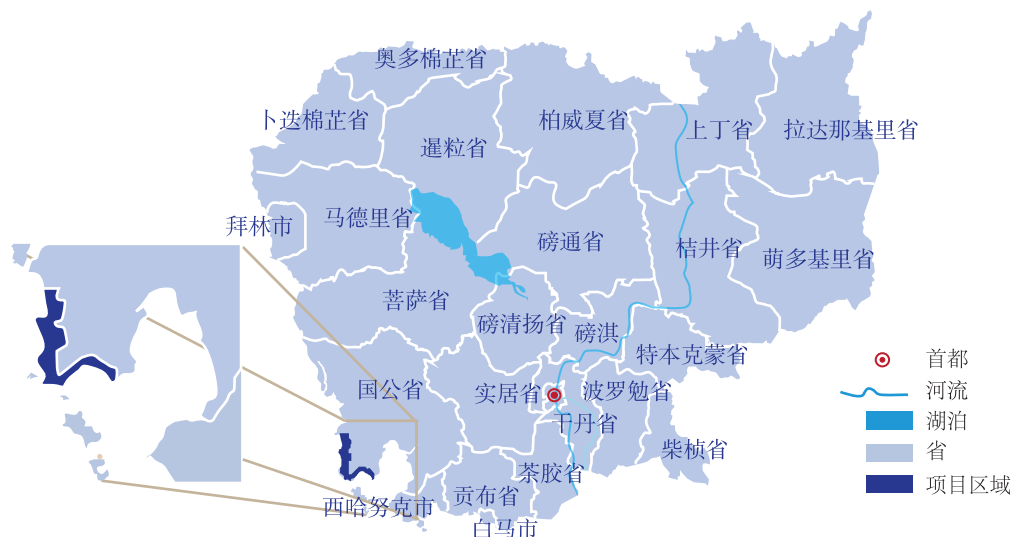 奥多棉芷省
卜迭棉芷省
暹粒省
柏威夏省
上丁省
拉达那基里省
拜林市
马德里省
磅通省
桔井省
萌多基里省
菩萨省
磅清扬省
磅淇
特本克蒙省
国公省
实居省
波罗勉省
干丹省
柴桢省
茶胶省
西哈努克市
贡布省
白马市
首都
河流
湖泊
省
项目区域